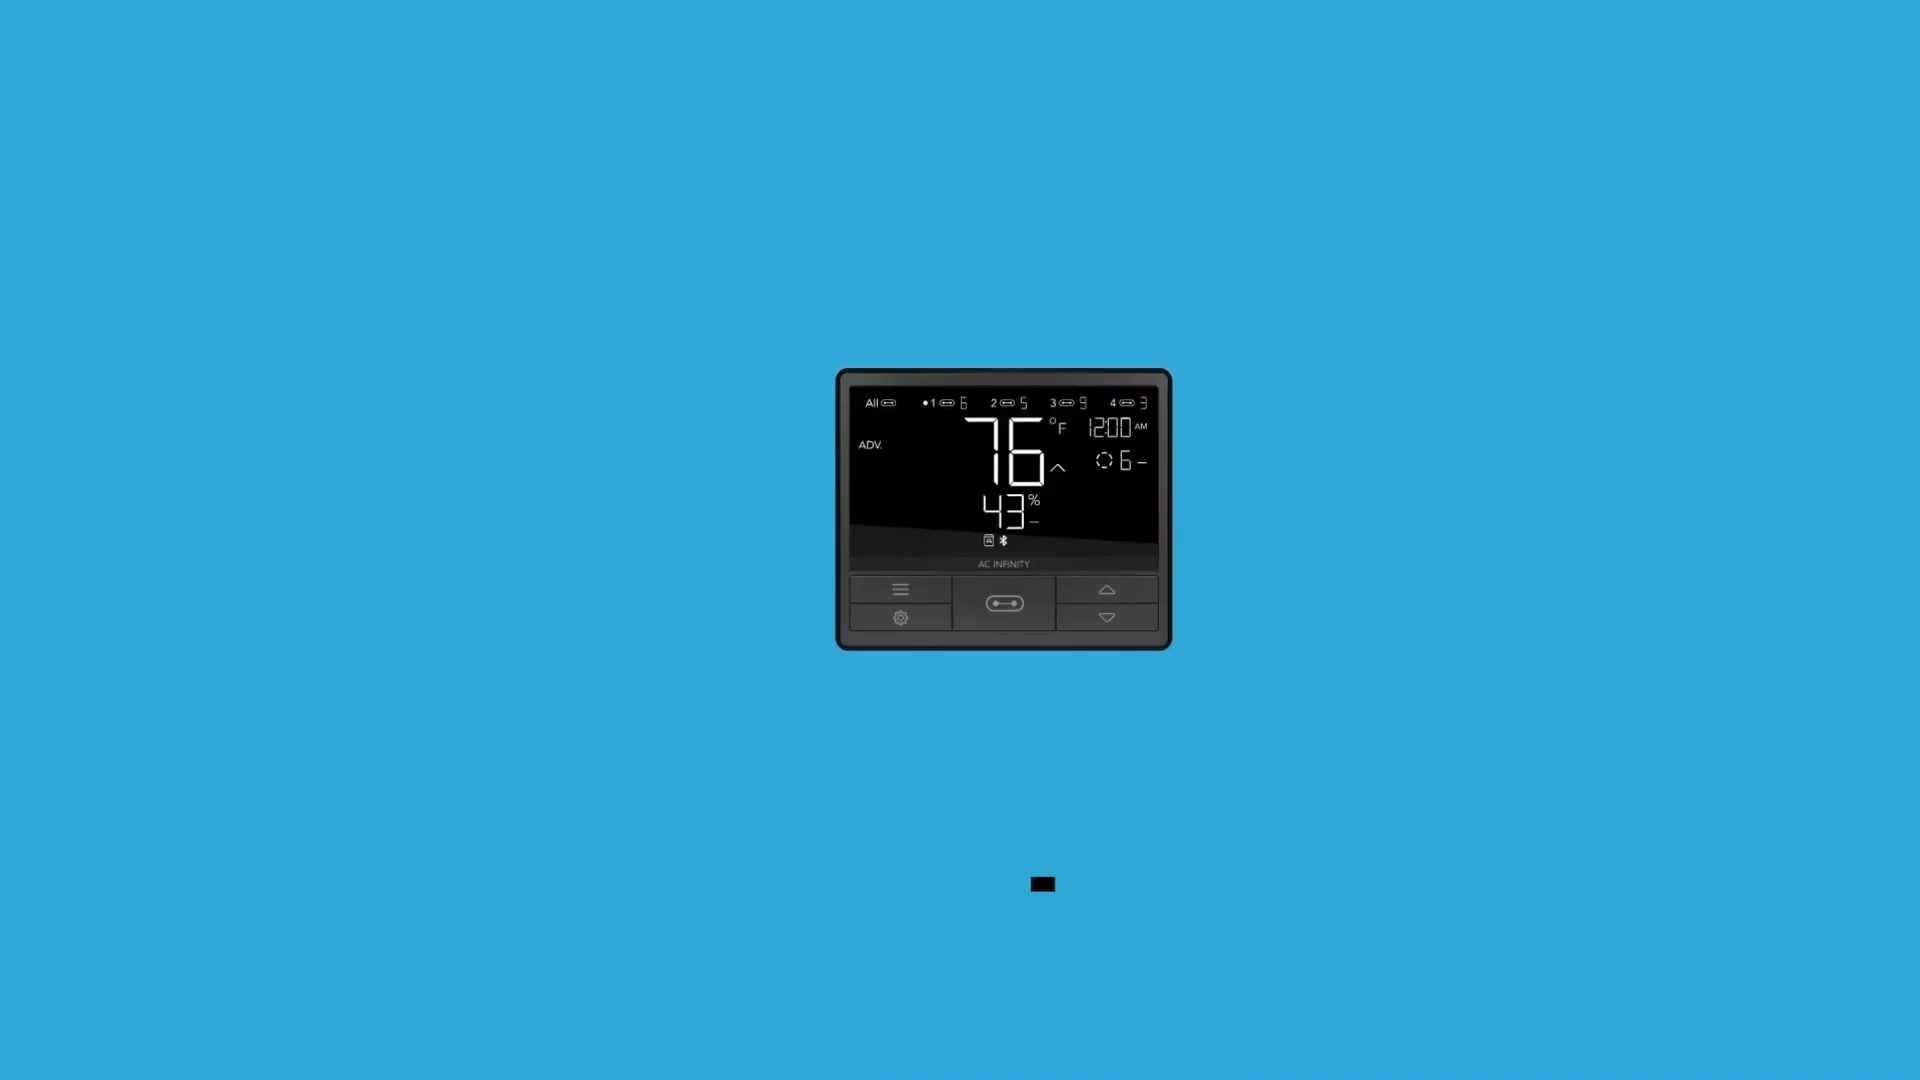 All •1 6 2 5 3 9 4 3
76 °F 12:00 AM
ADV.
6 –
43 %
AC INFINITY